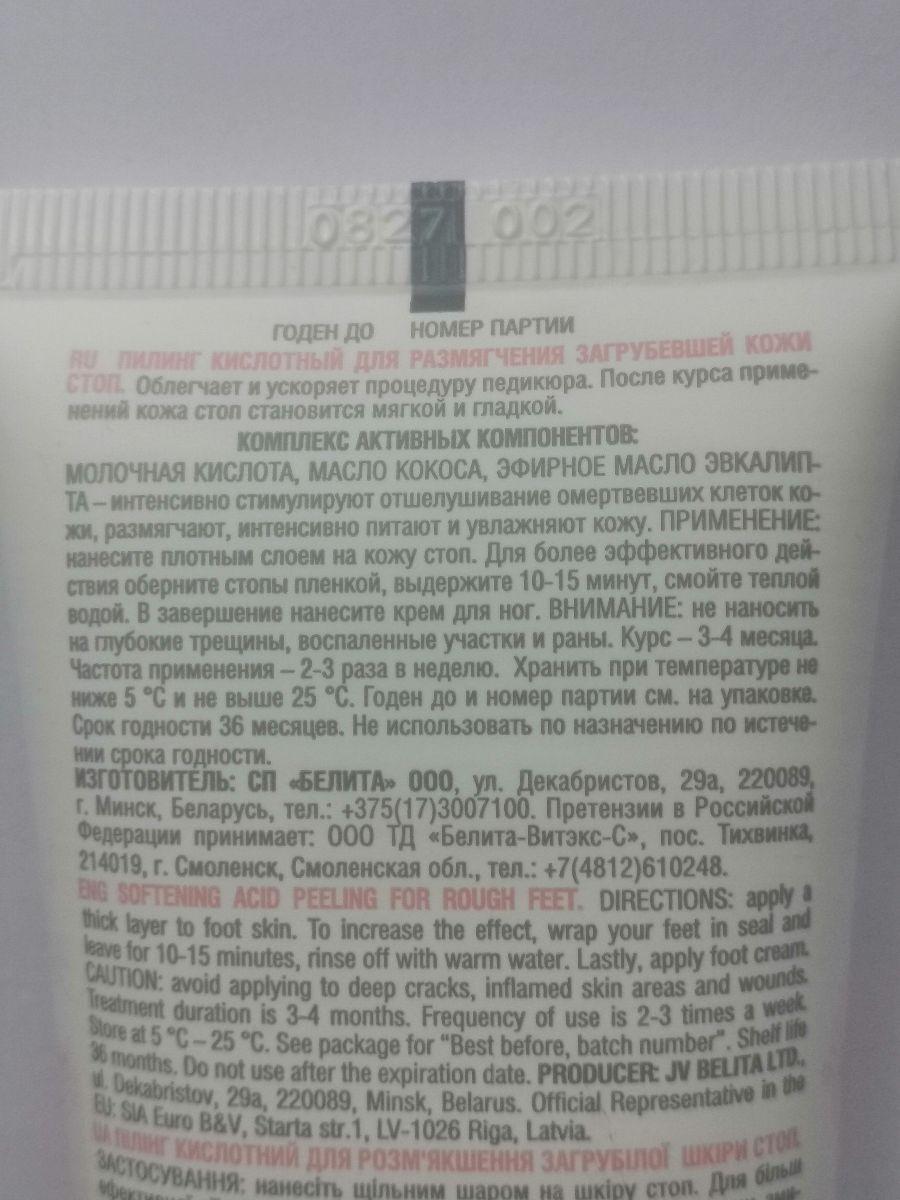 0827 002
ГОДЕН ДО НОМЕР ПАРТИИ
RU ПИЛИНГ КИСЛОТНЫЙ ДЛЯ РАЗМЯГЧЕНИЯ ЗАГРУБЕВШЕЙ КОЖИ
СТОП. Облегчает и ускоряет процедуру педикюра. После курса приме-
нений кожа стоп становится мягкой и гладкой.
КОМПЛЕКС АКТИВНЫХ КОМПОНЕНТОВ:
МОЛОЧНАЯ КИСЛОТА, МАСЛО КОКОСА, ЭФИРНОЕ МАСЛО ЭВКАЛИП-
ТА – интенсивно стимулируют отшелушивание омертвевших клеток ко-
жи, размягчают, интенсивно питают и увлажняют кожу. ПРИМЕНЕНИЕ:
нанесите плотным слоем на кожу стоп. Для более эффективного дей-
ствия оберните стопы пленкой, выдержите 10-15 минут, смойте теплой
водой. В завершение нанесите крем для ног. ВНИМАНИЕ: не наносить
на глубокие трещины, воспаленные участки и раны. Курс – 3-4 месяца.
Частота применения – 2-3 раза в неделю. Хранить при температуре не
ниже 5 °С и не выше 25 °С. Годен до и номер партии см. на упаковке.
Срок годности 36 месяцев. Не использовать по назначению по истече-
нии срока годности.
ИЗГОТОВИТЕЛЬ: СП «БЕЛИТА» ООО, ул. Декабристов, 29а, 220089,
г. Минск, Беларусь, тел.: +375(17)3007100. Претензии в Российской
Федерации принимает: ООО ТД «Белита-Витэкс-С», пос. Тихвинка,
214019, г. Смоленск, Смоленская обл., тел.: +7(4812)610248.
ENG SOFTENING ACID PEELING FOR ROUGH FEET. DIRECTIONS: apply a
thick layer to foot skin. To increase the effect, wrap your feet in seal and
leave for 10-15 minutes, rinse off with warm water. Lastly, apply foot cream.
CAUTION: avoid applying to deep cracks, inflamed skin areas and wounds.
Treatment duration is 3-4 months. Frequency of use is 2-3 times a week.
Store at 5 °C – 25 °C. See package for “Best before, batch number”. Shelf life
36 months. Do not use after the expiration date. PRODUCER: JV BELITA LTD.,
ul. Dekabristov, 29a, 220089, Minsk, Belarus. Official Representative in the
EU: SIA Euro B&V, Starta str.1, LV-1026 Riga, Latvia.
UA ПІЛІНГ КИСЛОТНИЙ ДЛЯ РОЗМ'ЯКШЕННЯ ЗАГРУБІЛОЇ ШКІРИ СТОП.
ЗАСТОСУВАННЯ: нанесіть щільним шаром на шкіру стоп. Для більш